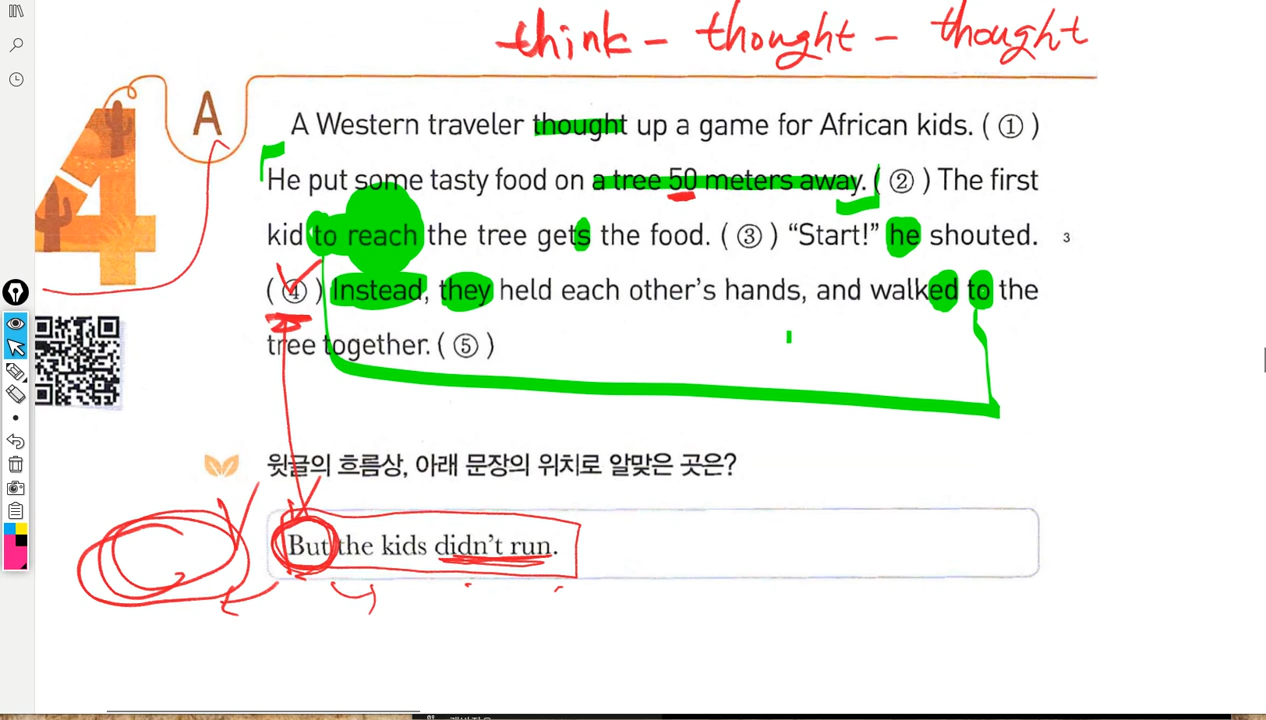 think - thought - thought
4 A
A Western traveler thought up a game for African kids. ( ① )
He put some tasty food on a tree 50 meters away. ( ② ) The first
kid to reach the tree gets the food. ( ③ ) “Start!” he shouted. 3
( ④ ) Instead, they held each other’s hands, and walked to the
tree together. ( ⑤ )
윗글의 흐름상, 아래 문장의 위치로 알맞은 곳은?
But the kids didn’t run.